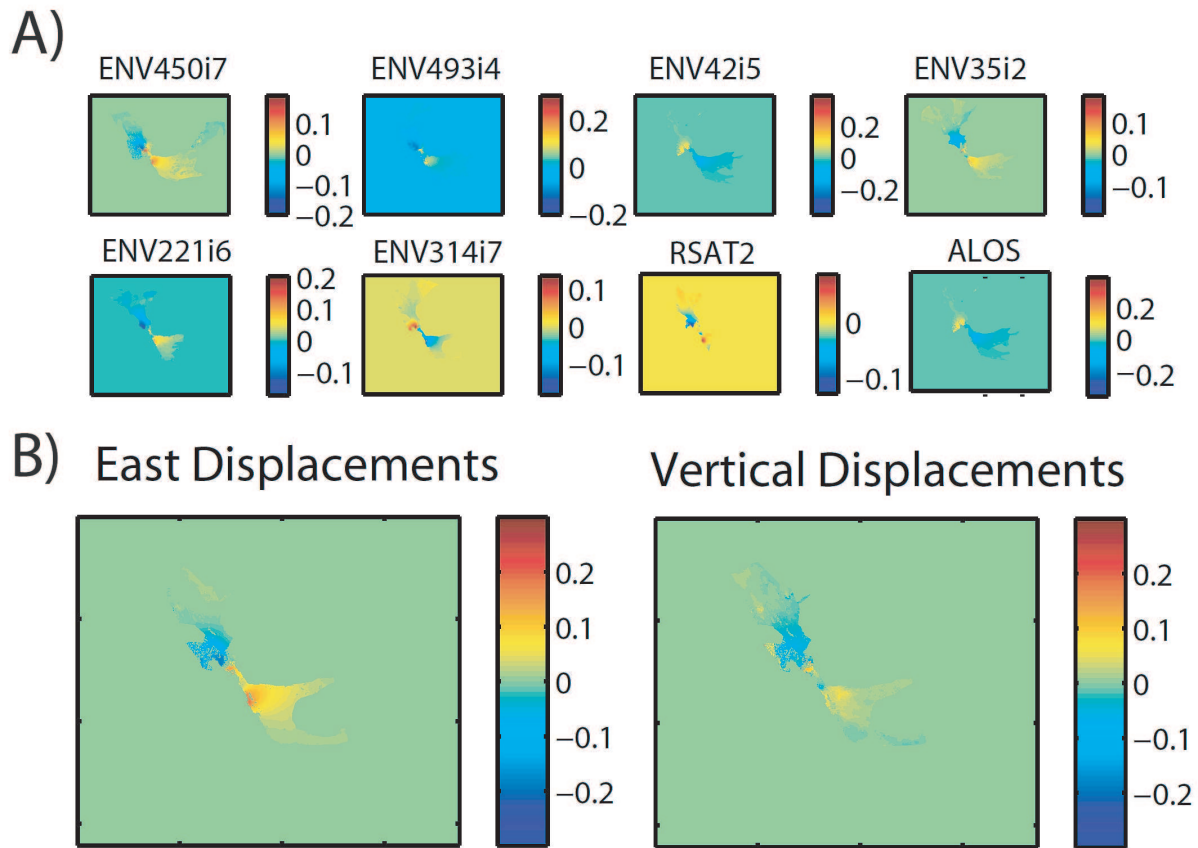 A)
ENV450i7 ENV493i4 ENV42i5 ENV35i2
0.1 0.2 0.2 0.1
0 0 0 0
−0.1 −0.2 −0.2 −0.1
−0.2
ENV221i6 ENV314i7 RSAT2 ALOS
0.2 0.1 0 0.2
0.1 0 −0.1 0
0 −0.1 −0.2
−0.1
B) East Displacements Vertical Displacements
0.2 0.2
0.1 0.1
0 0
−0.1 −0.1
−0.2 −0.2